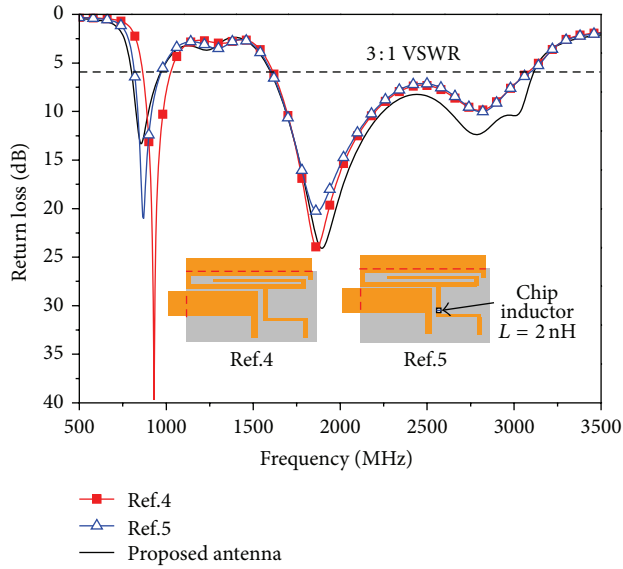 0
5
10
15
20
25
30
35
40
Return loss (dB)
3 : 1 VSWR
Ref.4
Ref.5
Chip
inductor
L = 2 nH
500
1000
1500
2000
2500
3000
3500
Frequency (MHz)
Ref.4
Ref.5
Proposed antenna